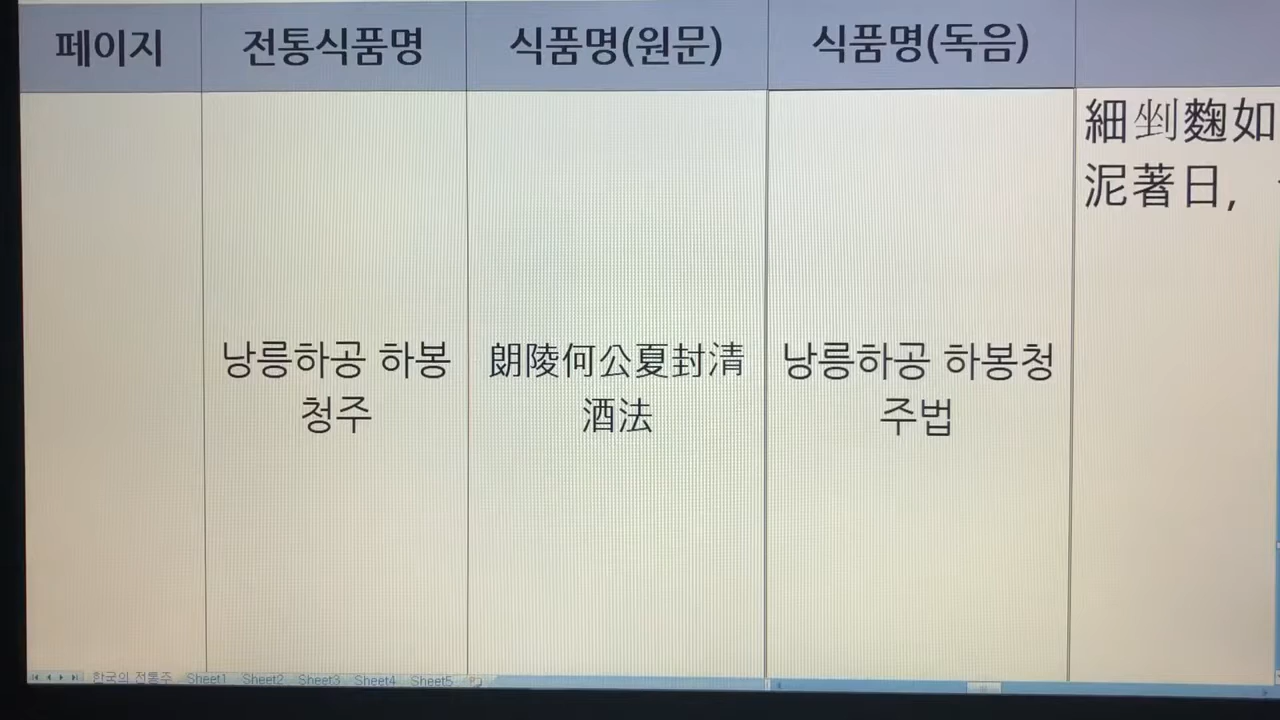 페이지 전통식품명 식품명(원문) 식품명(독음)
細剉麴如
泥著日,
낭릉하공 하봉
청주
朗陵何公夏封清
酒法
낭릉하공 하봉청
주법
한국의 전통주 Sheet1 Sheet2 Sheet3 Sheet4 Sheet5